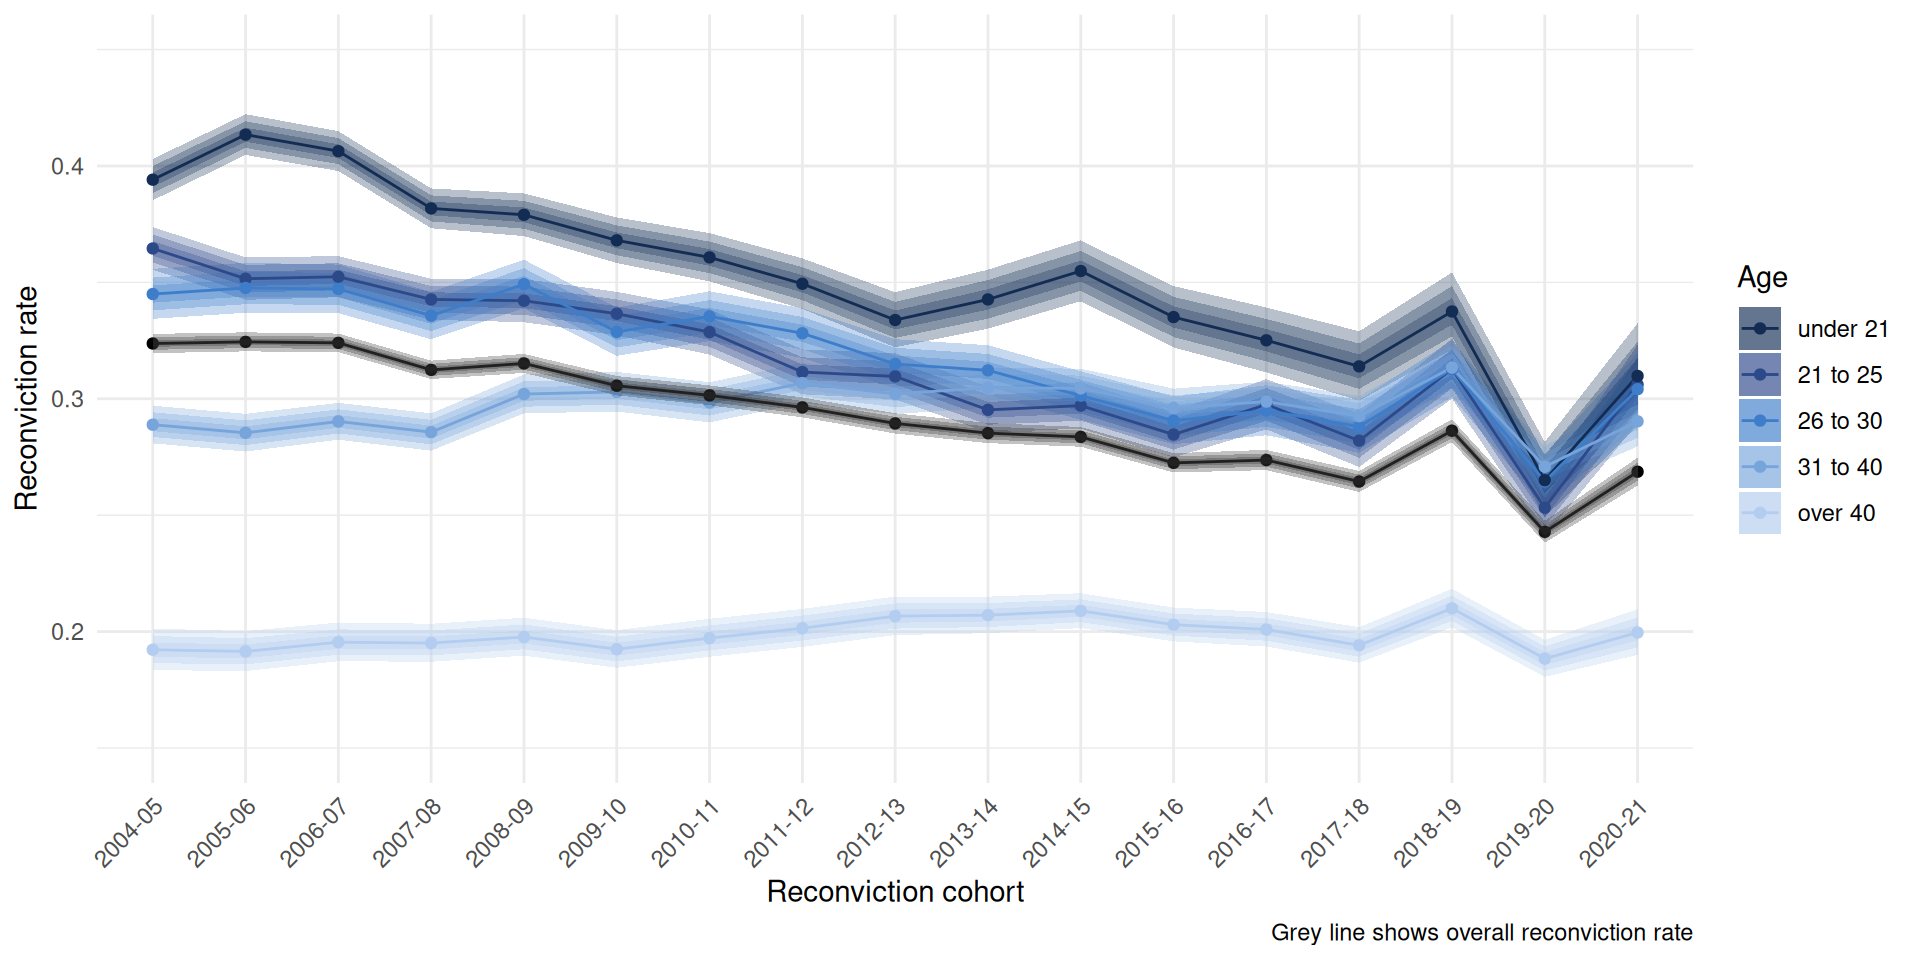 Reconviction rate
0.4
0.3
0.2
2004-05
2005-06
2006-07
2007-08
2008-09
2009-10
2010-11
2011-12
2012-13
2013-14
2014-15
2015-16
2016-17
2017-18
2018-19
2019-20
2020-21
Reconviction cohort
Age
under 21
21 to 25
26 to 30
31 to 40
over 40
Grey line shows overall reconviction rate